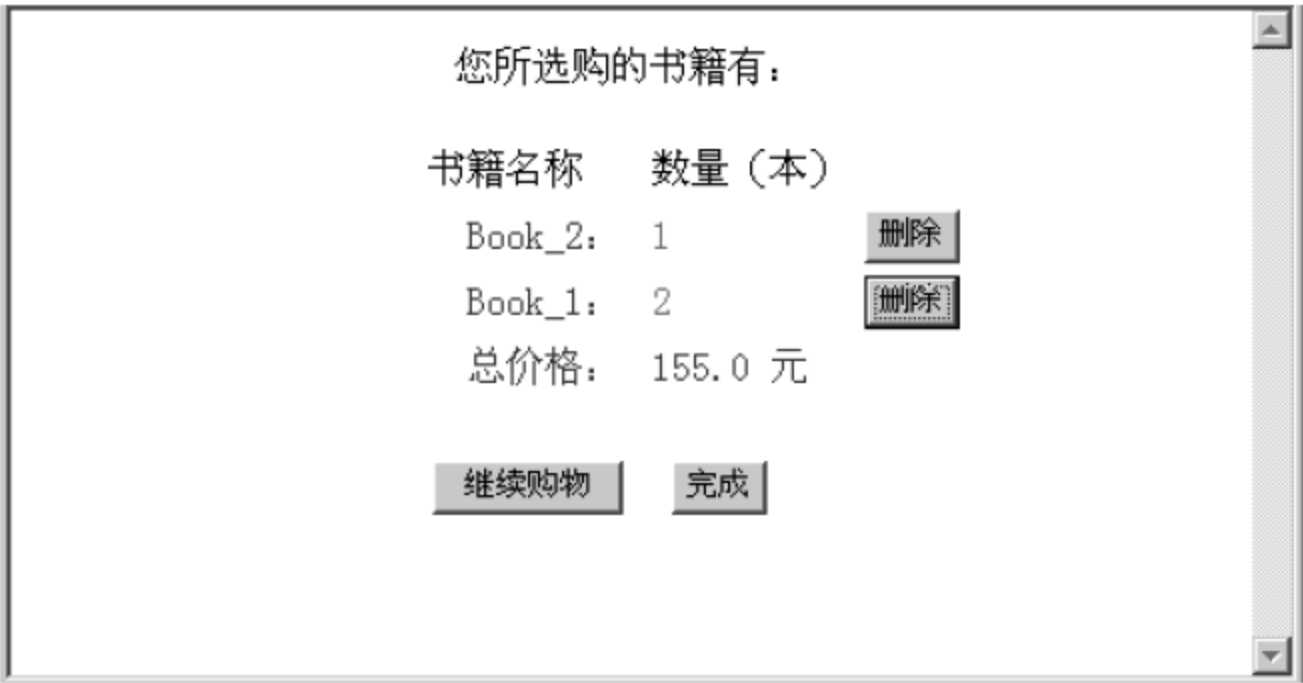 您所选购的书籍有：
书籍名称 数量（本）
Book_2： 1 删除
Book_1： 2 删除
总价格： 155.0 元
继续购物 完成